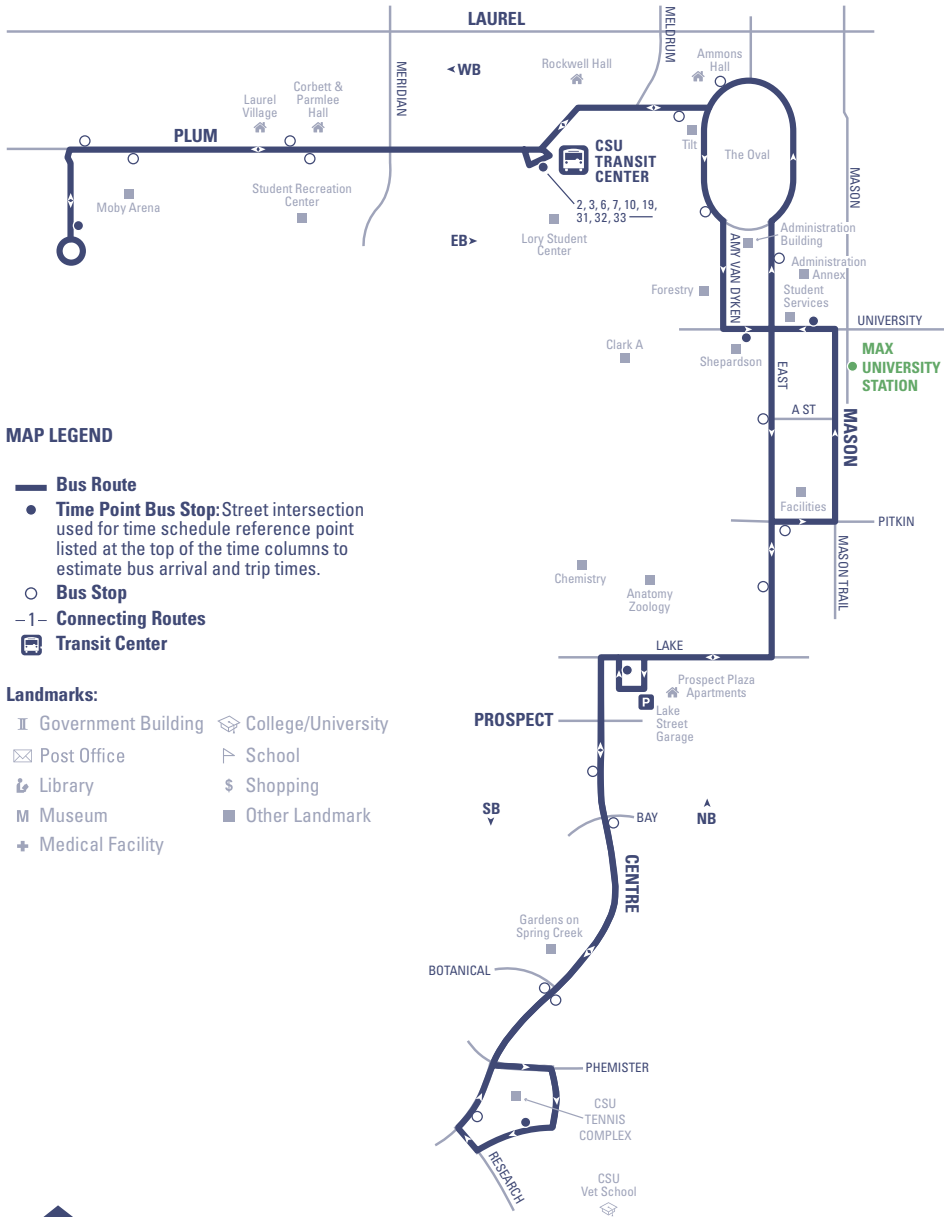 LAUREL
MELDRUM
Ammons
Hall
WB
Rockwell Hall
MERIDIAN
Corbett &
Parmlee
Hall
Laurel
Village
PLUM
CSU
TRANSIT
CENTER
Tilt
The Oval
MASON
Moby Arena
Student Recreation
Center
2, 3, 6, 7, 10, 19,
31, 32, 33
EB
Lory Student
Center
AMY VAN DYKEN
Administration
Building
Administration
Annex
Forestry
Student
Services
UNIVERSITY
Clark A
Shepardson
EAST
MAX
UNIVERSITY
STATION
A ST
MASON
MAP LEGEND
Bus Route
Time Point Bus Stop: Street intersection
used for time schedule reference point
listed at the top of the time columns to
estimate bus arrival and trip times.
Bus Stop
–1– Connecting Routes
Transit Center
Facilities
PITKIN
MASON TRAIL
Chemistry
Anatomy
Zoology
LAKE
Landmarks:
Government Building
College/University
Post Office
School
Library
$ Shopping
M Museum
Other Landmark
Medical Facility
Prospect Plaza
Apartments
P
Lake
Street
Garage
PROSPECT
SB
NB
BAY
CENTRE
Gardens on
Spring Creek
BOTANICAL
PHEMISTER
CSU
TENNIS
COMPLEX
RESEARCH
CSU
Vet School